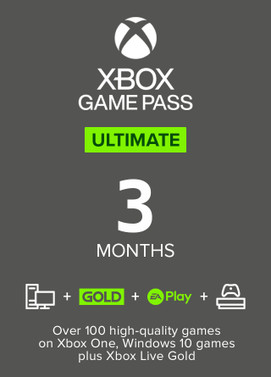 XBOX
GAME PASS
ULTIMATE
3
MONTHS
+ GOLD + EA Play +
Over 100 high-quality games
on Xbox One, Windows 10 games
plus Xbox Live Gold